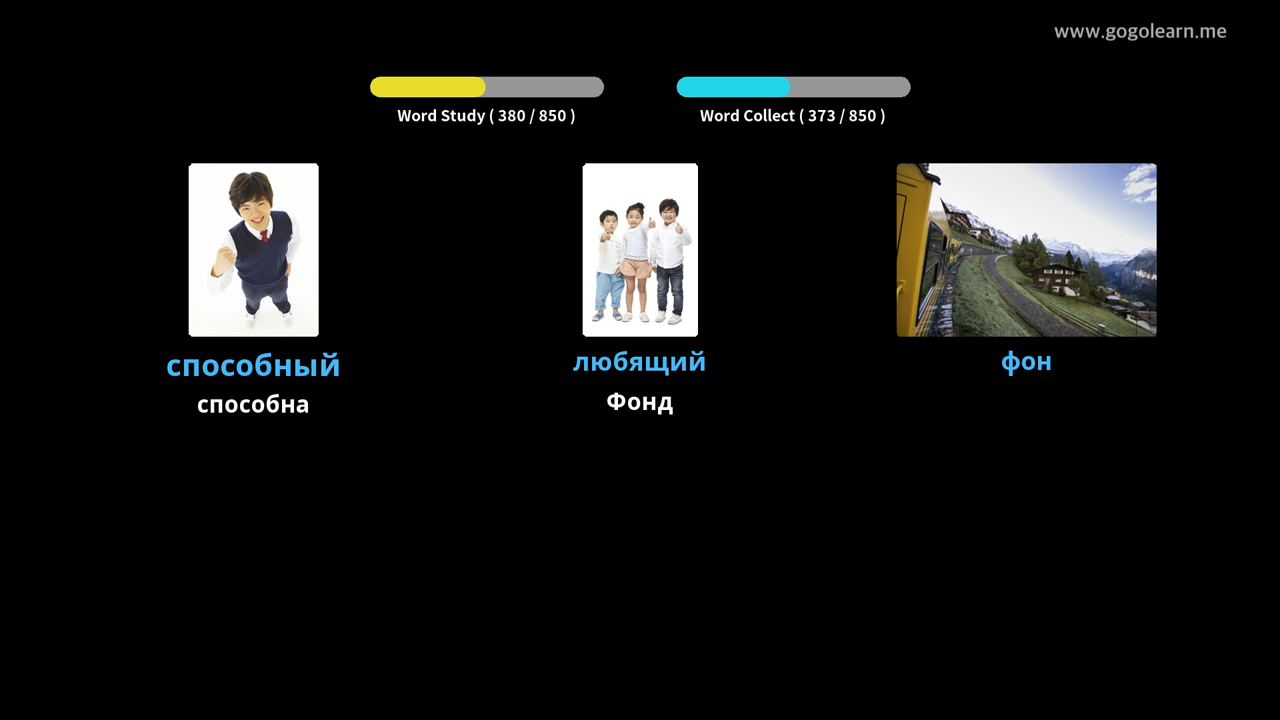 www.gogolearn.me
Word Study ( 380 / 850 )
Word Collect ( 373 / 850 )
способный
любящий
фон
способна
Фонд